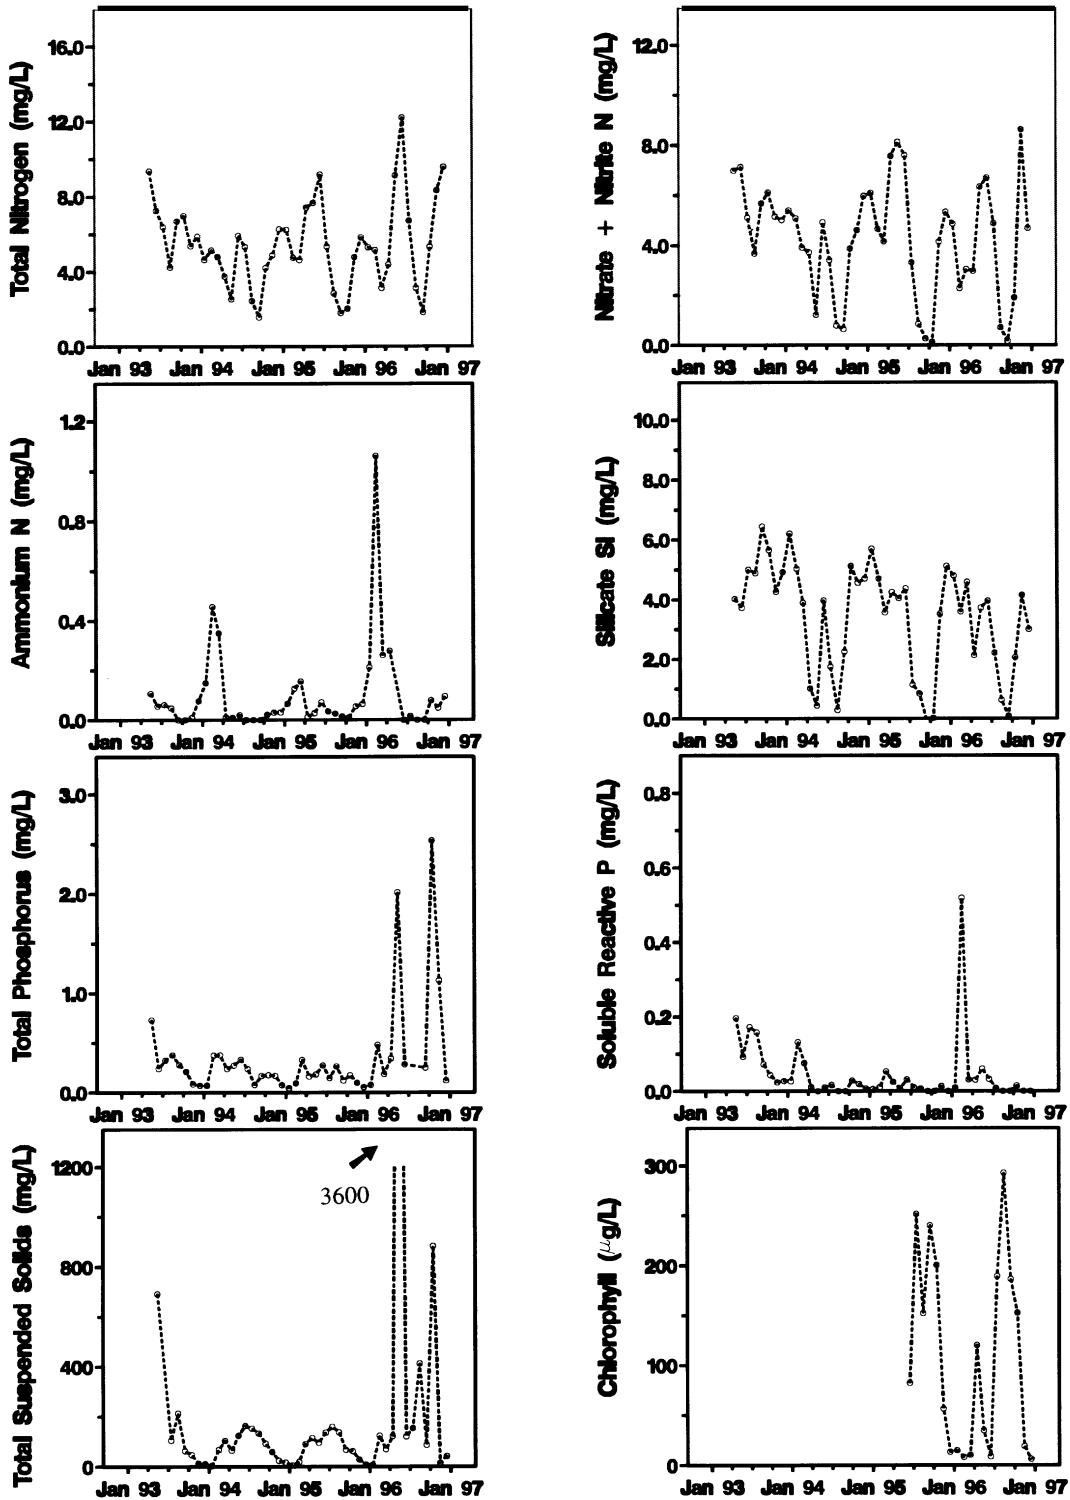 Total Nitrogen (mg/L)
16.0
12.0
8.0
4.0
0.0
Jan 93 Jan 94 Jan 95 Jan 96 Jan 97
Nitrate + Nitrite N (mg/L)
12.0
8.0
4.0
0.0
Jan 93 Jan 94 Jan 95 Jan 96 Jan 97
Ammonium N (mg/L)
1.2
0.8
0.4
0.0
Jan 93 Jan 94 Jan 95 Jan 96 Jan 97
Silicate Si (mg/L)
10.0
8.0
6.0
4.0
2.0
0.0
Jan 93 Jan 94 Jan 95 Jan 96 Jan 97
Total Phosphorus (mg/L)
3.0
2.0
1.0
0.0
Jan 93 Jan 94 Jan 95 Jan 96 Jan 97
Soluble Reactive P (mg/L)
0.8
0.6
0.4
0.2
0.0
Jan 93 Jan 94 Jan 95 Jan 96 Jan 97
Total Suspended Solids (mg/L)
1200
800
400
0
3600
Jan 93 Jan 94 Jan 95 Jan 96 Jan 97
Chlorophyll (μg/L)
300
200
100
0
Jan 93 Jan 94 Jan 95 Jan 96 Jan 97